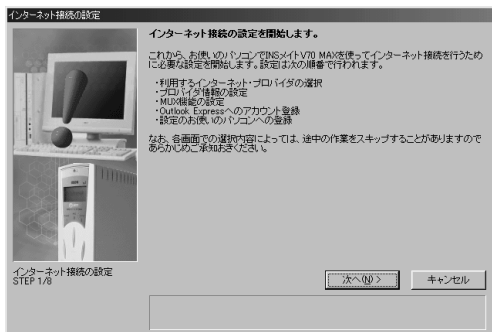 インターネット接続の設定
インターネット接続の設定を開始します。
これから、お使いのパソコンでINSメイトV70 MAXを使ってインターネット接続を行うため
に必要な設定を開始します。設定は次の順番で行われます。
・利用するインターネット・プロバイダの選択
・プロバイダ情報の設定
・MUX機能の設定
・Outlook Expressへのアカウント登録
・設定のお使いのパソコンへの登録
なお、各画面での選択内容によっては、途中の作業をスキップすることがありますので
あらかじめご承知おきください。
インターネット接続の設定
STEP 1/8
次へ(N) >
キャンセル